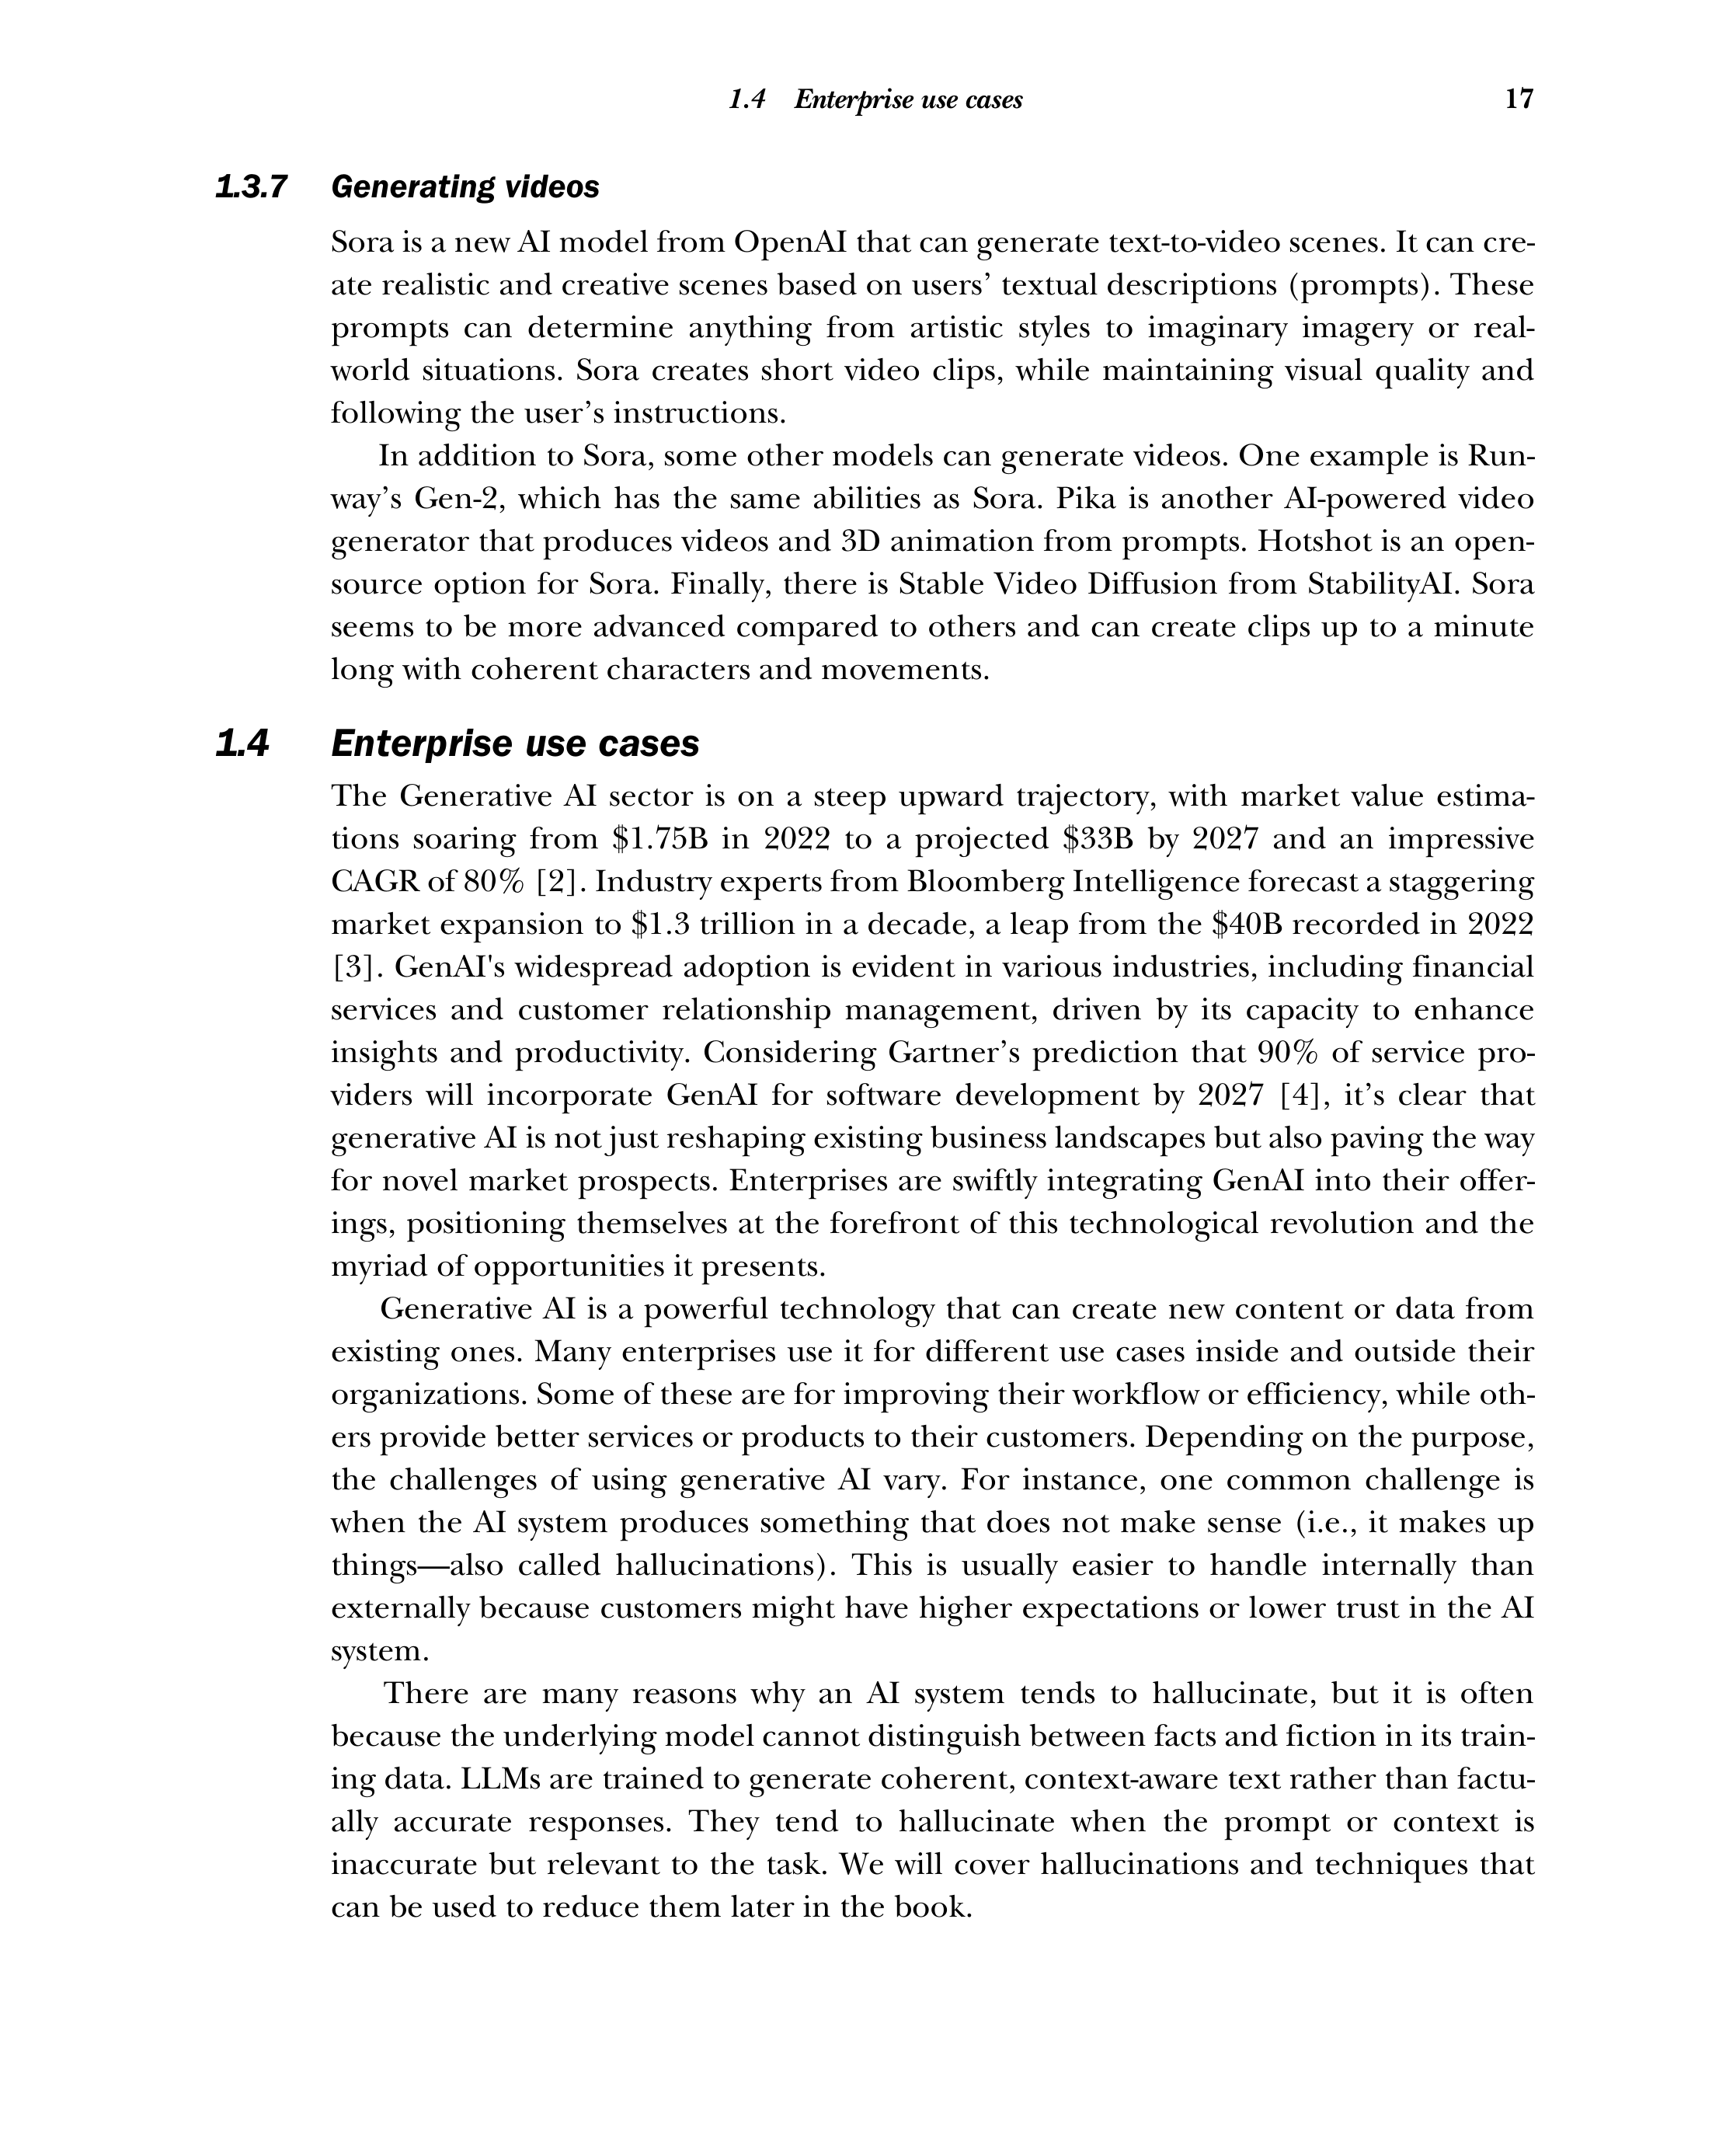 1.4 Enterprise use cases 17
1.3.7 Generating videos
Sora is a new AI model from OpenAI that can generate text-to-video scenes. It can cre-
ate realistic and creative scenes based on users’ textual descriptions (prompts). These
prompts can determine anything from artistic styles to imaginary imagery or real-
world situations. Sora creates short video clips, while maintaining visual quality and
following the user’s instructions.
In addition to Sora, some other models can generate videos. One example is Run-
way’s Gen-2, which has the same abilities as Sora. Pika is another AI-powered video
generator that produces videos and 3D animation from prompts. Hotshot is an open-
source option for Sora. Finally, there is Stable Video Diffusion from StabilityAI. Sora
seems to be more advanced compared to others and can create clips up to a minute
long with coherent characters and movements.
1.4 Enterprise use cases
The Generative AI sector is on a steep upward trajectory, with market value estima-
tions soaring from $1.75B in 2022 to a projected $33B by 2027 and an impressive
CAGR of 80% [2]. Industry experts from Bloomberg Intelligence forecast a staggering
market expansion to $1.3 trillion in a decade, a leap from the $40B recorded in 2022
[3]. GenAI's widespread adoption is evident in various industries, including financial
services and customer relationship management, driven by its capacity to enhance
insights and productivity. Considering Gartner’s prediction that 90% of service pro-
viders will incorporate GenAI for software development by 2027 [4], it’s clear that
generative AI is not just reshaping existing business landscapes but also paving the way
for novel market prospects. Enterprises are swiftly integrating GenAI into their offer-
ings, positioning themselves at the forefront of this technological revolution and the
myriad of opportunities it presents.
Generative AI is a powerful technology that can create new content or data from
existing ones. Many enterprises use it for different use cases inside and outside their
organizations. Some of these are for improving their workflow or efficiency, while oth-
ers provide better services or products to their customers. Depending on the purpose,
the challenges of using generative AI vary. For instance, one common challenge is
when the AI system produces something that does not make sense (i.e., it makes up
things—also called hallucinations). This is usually easier to handle internally than
externally because customers might have higher expectations or lower trust in the AI
system.
There are many reasons why an AI system tends to hallucinate, but it is often
because the underlying model cannot distinguish between facts and fiction in its train-
ing data. LLMs are trained to generate coherent, context-aware text rather than factu-
ally accurate responses. They tend to hallucinate when the prompt or context is
inaccurate but relevant to the task. We will cover hallucinations and techniques that
can be used to reduce them later in the book.